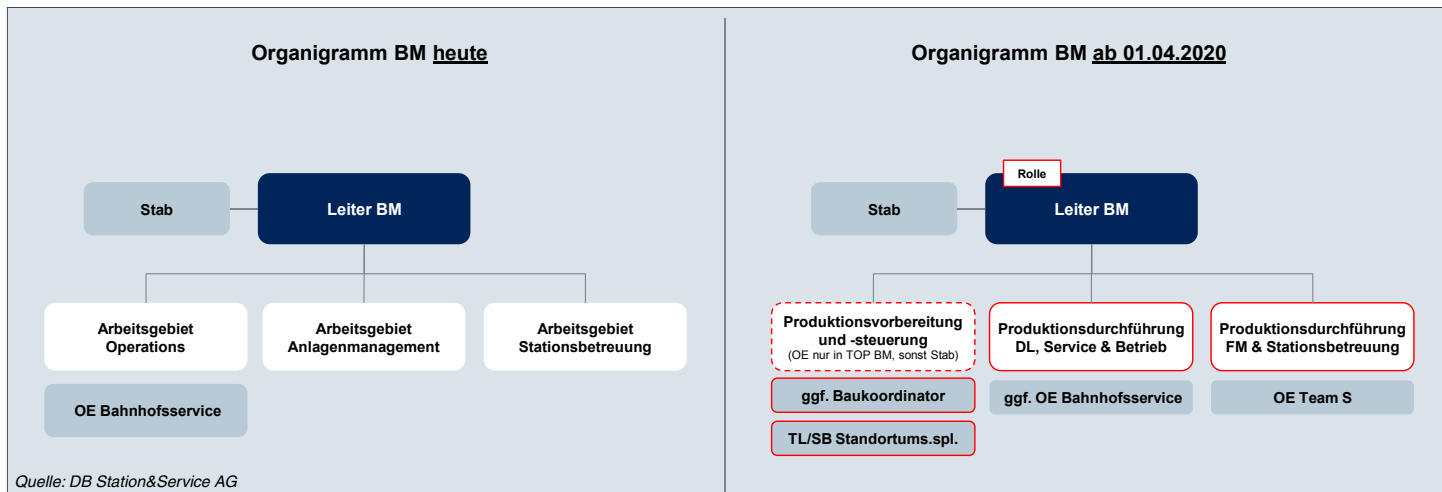 Organigramm BM heute
Stab
Leiter BM
Arbeitsgebiet
Operations
Arbeitsgebiet
Anlagenmanagement
Arbeitsgebiet
Stationsbetreuung
OE Bahnhofsservice
Quelle: DB Station&Service AG
Organigramm BM ab 01.04.2020
Rolle
Stab
Leiter BM
Produktionsvorbereitung
und -steuerung
(OE nur in TOP BM, sonst Stab)
Produktionsdurchführung
DL, Service & Betrieb
Produktionsdurchführung
FM & Stationsbetreuung
ggf. Baukoordinator
ggf. OE Bahnhofsservice
OE Team S
TL/SB Standortums.spl.